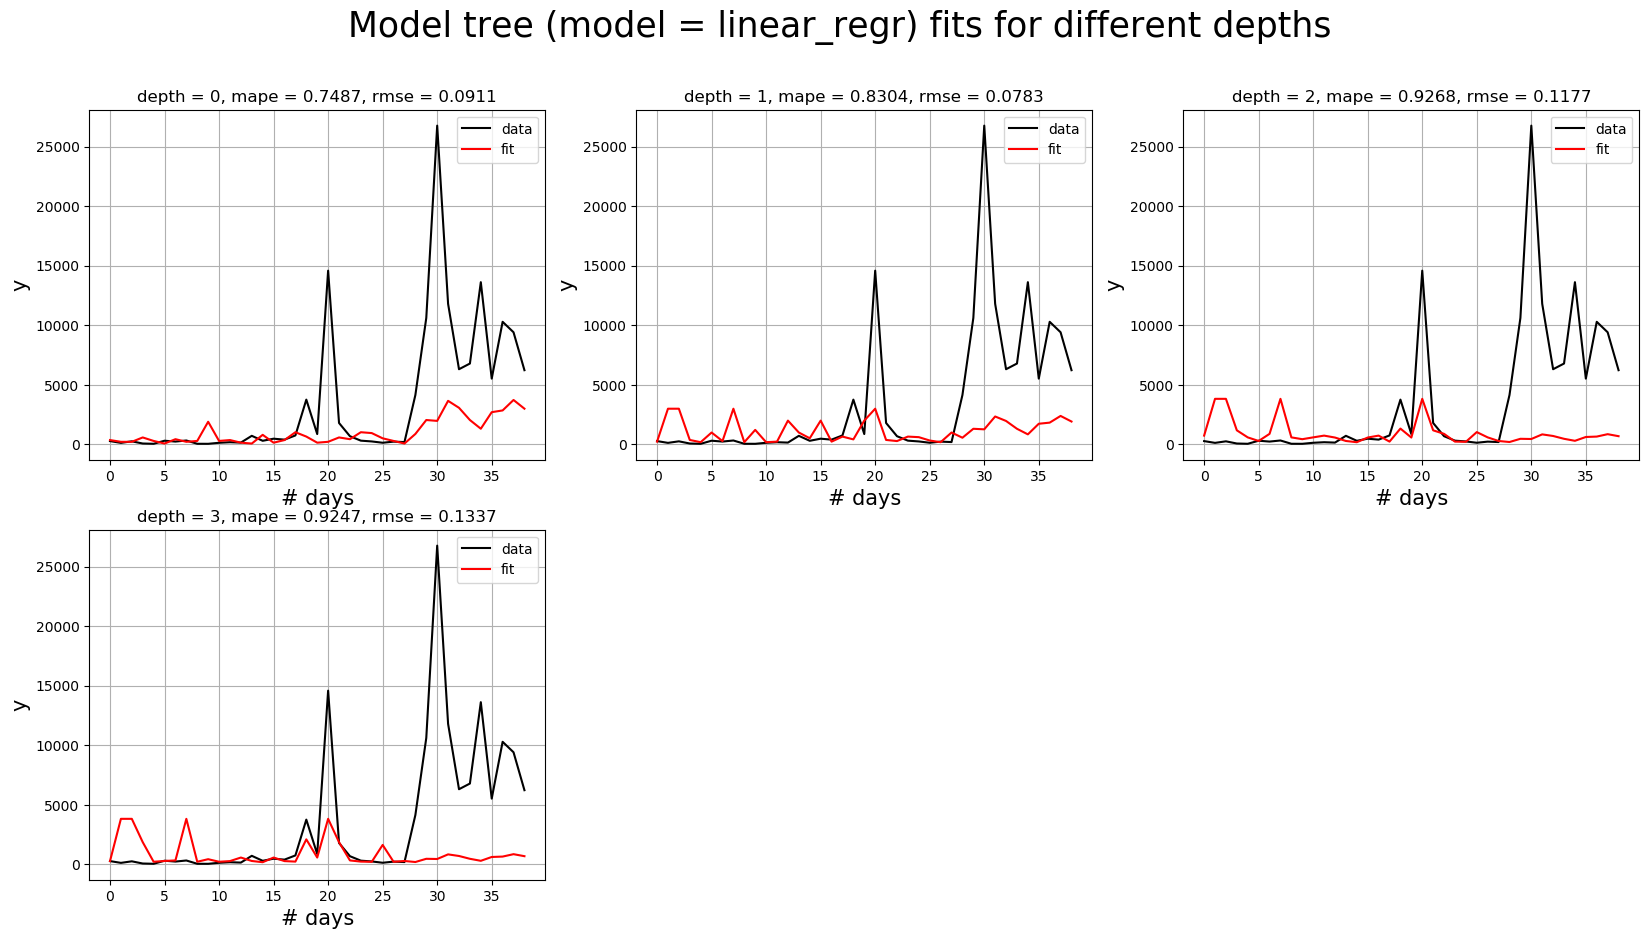 Model tree (model = linear_regr) fits for different depths
depth = 0, mape = 0.7487, rmse = 0.0911
data
fit
25000
20000
15000
10000
5000
0
y
0 5 10 15 20 25 30 35
# days
depth = 1, mape = 0.8304, rmse = 0.0783
data
fit
25000
20000
15000
10000
5000
0
y
0 5 10 15 20 25 30 35
# days
depth = 2, mape = 0.9268, rmse = 0.1177
data
fit
25000
20000
15000
10000
5000
0
y
0 5 10 15 20 25 30 35
# days
depth = 3, mape = 0.9247, rmse = 0.1337
data
fit
25000
20000
15000
10000
5000
0
y
0 5 10 15 20 25 30 35
# days